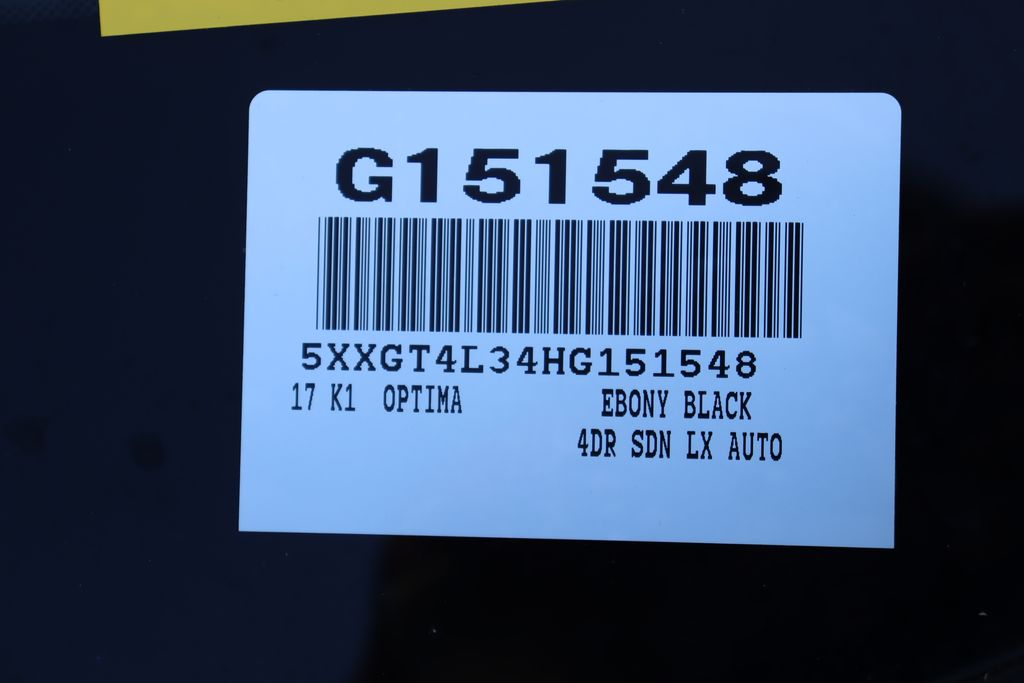 G151548
5XXGT4L34HG151548
17 K1 OPTIMA EBONY BLACK
4DR SDN LX AUTO